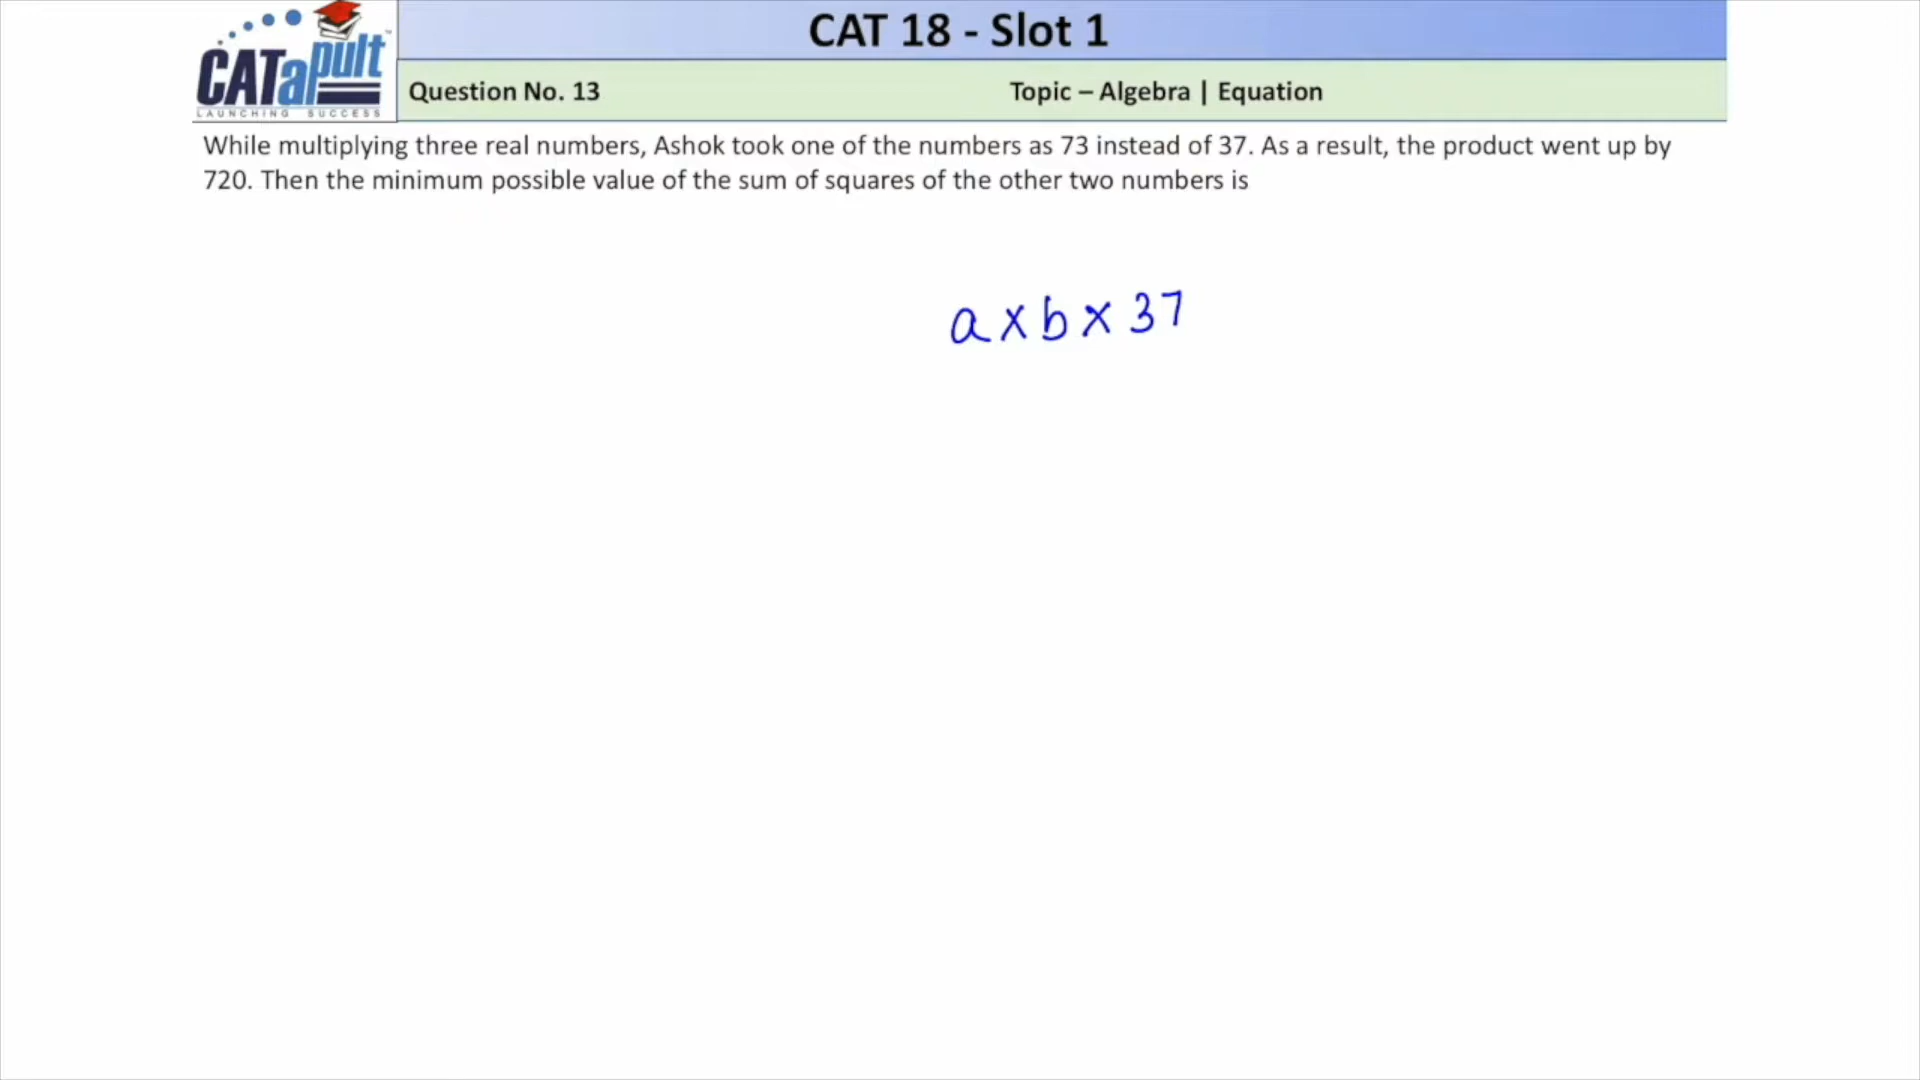 CATapult
™
LAUNCHING SUCCESS
CAT 18 - Slot 1
Question No. 13
Topic – Algebra | Equation
While multiplying three real numbers, Ashok took one of the numbers as 73 instead of 37. As a result, the product went up by
720. Then the minimum possible value of the sum of squares of the other two numbers is
a x b x 37